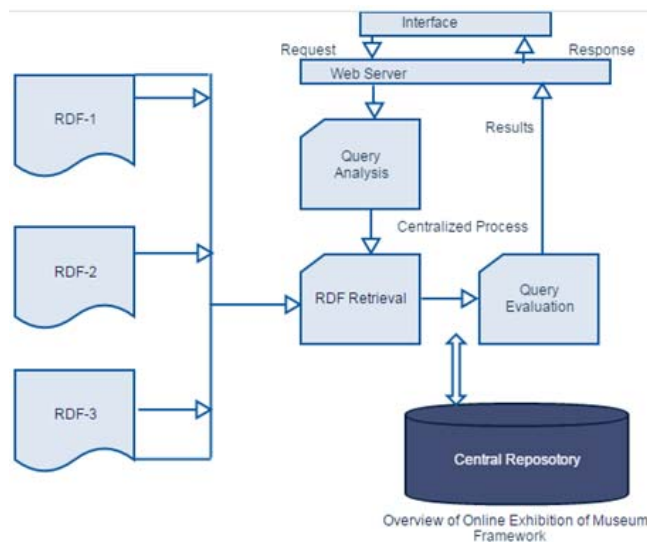 Interface
Request
Response
Web Server
RDF-1
Results
Query
Analysis
Centralized Process
RDF-2
RDF Retrieval
Query
Evaluation
RDF-3
Central Reposotory
Overview of Online Exhibition of Museum
Framework